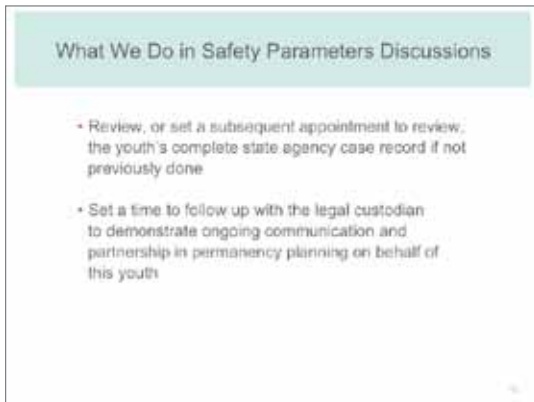 What We Do in Safety Parameters Discussions
• Review, or set a subsequent appointment to review,
the youth's complete state agency case record if not
previously done
• Set a time to follow up with the legal custodian
to demonstrate ongoing communication and
partnership in permanency planning on behalf of
this youth